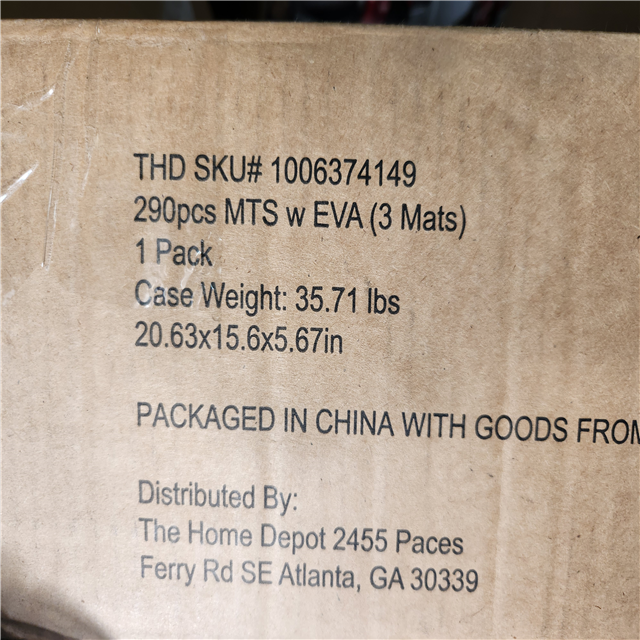 THD SKU# 1006374149
290pcs MTS w EVA (3 Mats)
1 Pack
Case Weight: 35.71 lbs
20.63x15.6x5.67in
PACKAGED IN CHINA WITH GOODS FROM
Distributed By:
The Home Depot 2455 Paces
Ferry Rd SE Atlanta, GA 30339